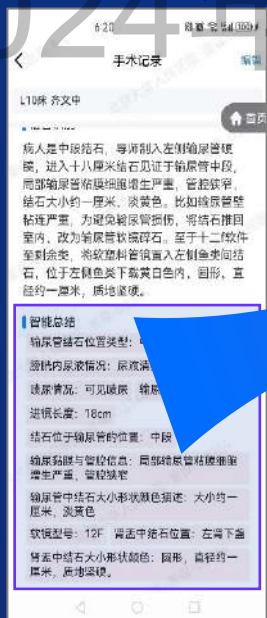 2024-
6:20
手术记录
编辑
L10床 齐文中
首页
病人是中段结石，导师制入左侧输尿管硬
镜，进入十八厘米结石见证于输尿管中段，
局部输尿管粘膜细胞增生严重，管腔狭窄，
结石大小约一厘米，淡黄色。比如输尿管壁
粘连严重，为避免输尿管损伤，将结石推回
室内，改为输尿管软镜碎石。至于十二软件
至剩余类，将软塑料管镜置入左侧鱼类间结
石，位于左侧鱼类下载黄白色内，圆形，直
径约一厘米，质地坚硬。
智能总结
输尿管结石位置类型：
膀胱内尿液情况：尿液清
喷尿情况：可见喷尿 输尿
进镜长度：18cm
结石位于输尿管的位置：中段
输尿黏膜与管腔信息：局部输尿管粘膜细胞
增生严重，管腔狭窄
输尿管中结石大小形状颜色描述：大小约一
厘米，淡黄色
软镜型号：12F 肾盂中结石位置：左肾下盏
肾盂中结石大小形状颜色：圆形，直径约一
厘米，质地坚硬。